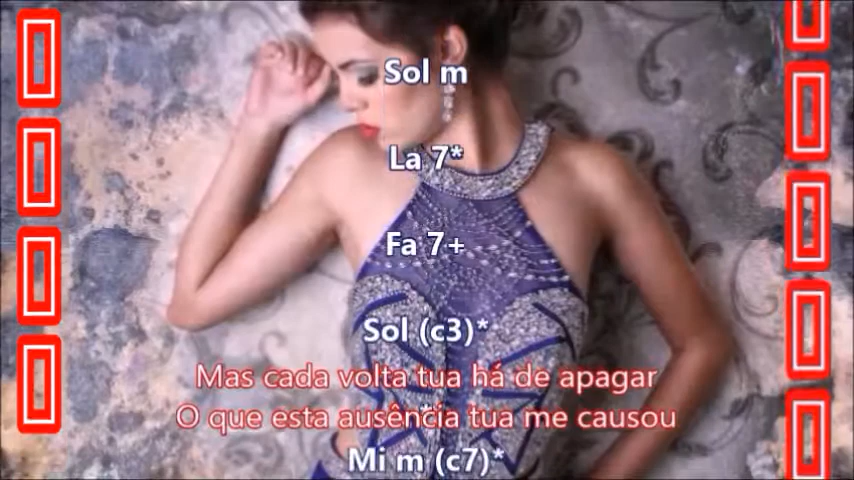 Sol m
La 7*
Fa 7+
Sol (c3)*
Mas cada volta tua há de apagar
O que esta ausência tua me causou
Mi m (c7)*